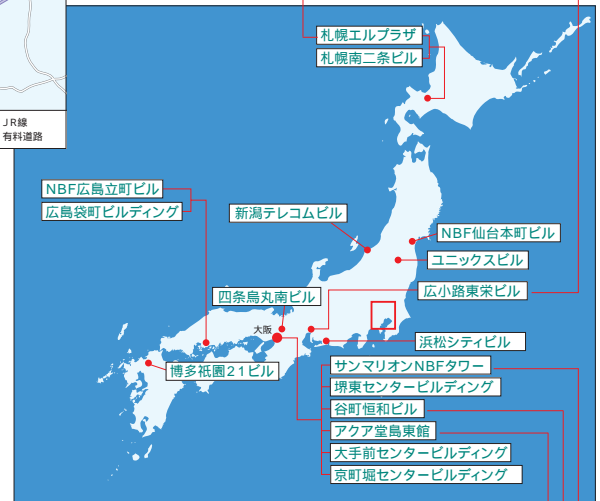 札幌エルプラザ
札幌南二条ビル
JR線
有料道路
NBF広島立町ビル
広島袋町ビルディング
新潟テレコムビル
NBF仙台本町ビル
ユニックスビル
広小路東栄ビル
四条烏丸南ビル
大阪
浜松シティビル
博多祇園21ビル
サンマリオンNBFタワー
堺東センタービルディング
谷町恒和ビル
アクア堂島東館
大手前センタービルディング
京町堀センタービルディング